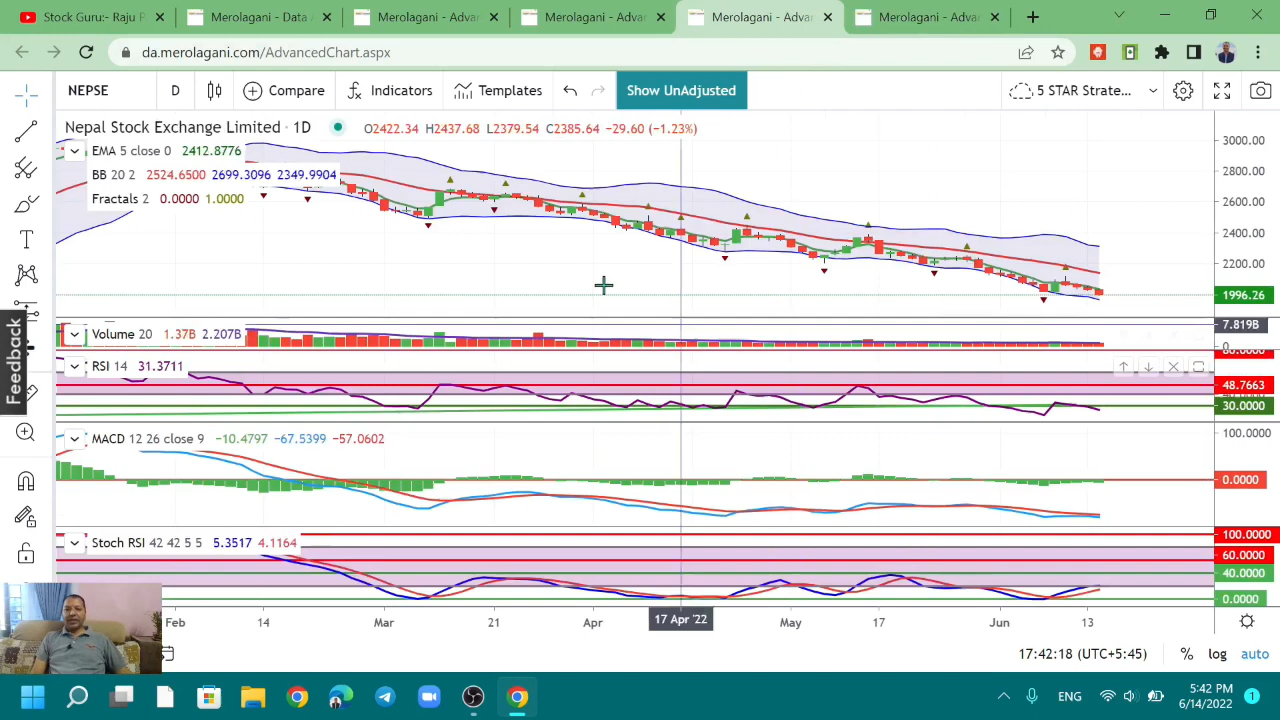 Stock Guru:- Raju P
Merolagani - Data A
Merolagani - Adva
Merolagani - Adva
Merolagani - Adva
Merolagani - Adva
da.merolagani.com/AdvancedChart.aspx
NEPSE
D
Compare
Indicators
Templates
Show UnAdjusted
5 STAR Strate...
Nepal Stock Exchange Limited · 1D
O2422.34 H2437.68 L2379.54 C2385.64 −29.60 (−1.23%)
EMA 5 close 0 2412.8776
BB 20 2 2524.6500 2699.3096 2349.9904
Fractals 2 0.0000 1.0000
3000.00
2800.00
2600.00
2400.00
2200.00
1996.26
Feedback
Volume 20 1.37B 2.207B
7.819B
0
RSI 14 31.3711
48.7663
30.0000
MACD 12 26 close 9 −10.4797 −67.5399 −57.0602
100.0000
0.0000
Stoch RSI 42 42 5 5 5.3517 4.1164
100.0000
60.0000
40.0000
0.0000
Feb 14 Mar 21 Apr 17 Apr '22 May 17 Jun 13
17:42:18 (UTC+5:45) % log auto
ENG
5:42 PM
6/14/2022
1